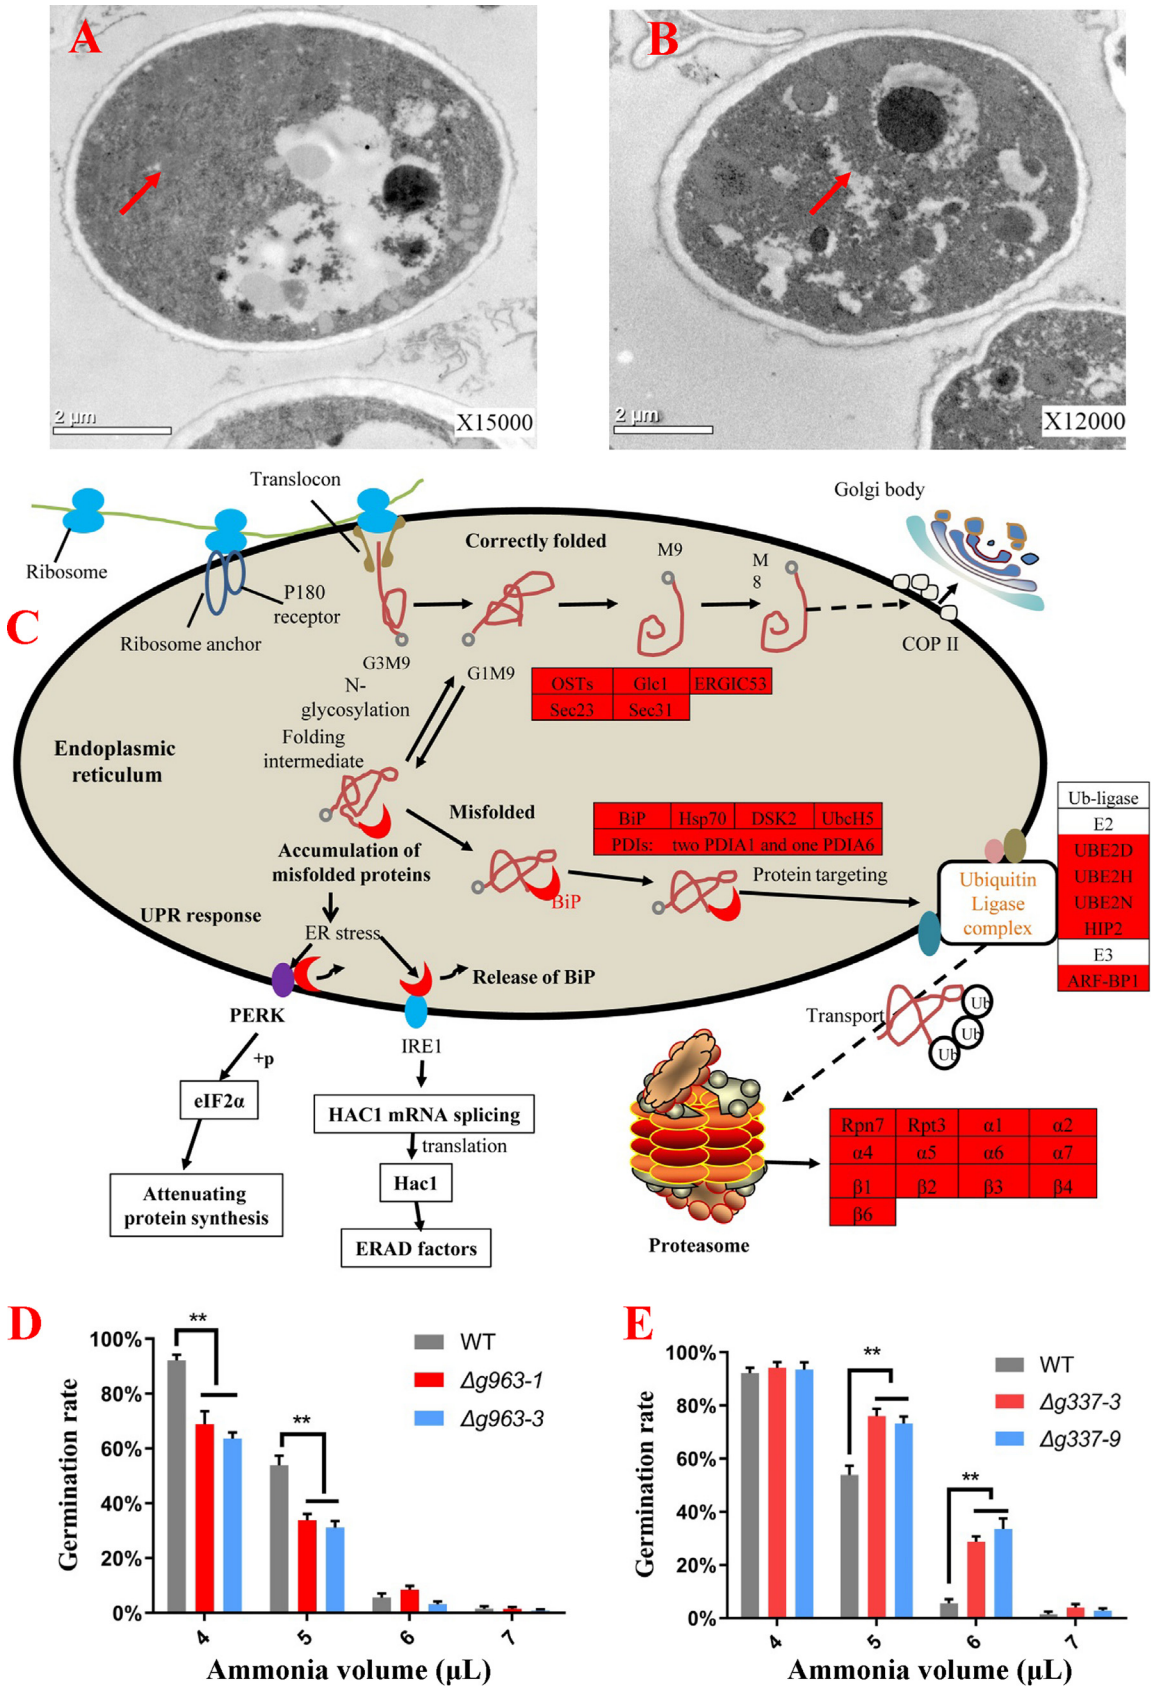 A
2 µm
X15000
B
2 µm
X12000
C
Translocon
Golgi body
Ribosome
P180
receptor
Ribosome anchor
Correctly folded
M9
M
8
COP II
G3M9
G1M9
N-
glycosylation
OSTs Glc1 ERGIC53
Sec23 Sec31
Endoplasmic
reticulum
Folding
intermediate
Misfolded
BiP Hsp70 DSK2 UbcH5
PDIs: two PDIA1 and one PDIA6
Accumulation of
misfolded proteins
BiP
Protein targeting
Ubiquitin
Ligase
complex
Ub-ligase
E2
UBE2D
UBE2H
UBE2N
HIP2
E3
ARF-BP1
UPR response
ER stress
Release of BiP
PERK
IRE1
+p
eIF2α
Attenuating
protein synthesis
HAC1 mRNA splicing
translation
Hac1
ERAD factors
Transport
Ub
Ub
Ub
Proteasome
Rpn7 Rpt3 α1 α2
α4 α5 α6 α7
β1 β2 β3 β4
β6
D
Germination rate
100%
80%
60%
40%
20%
0%
**
**
WT
Δg963-1
Δg963-3
4 5 6 7
Ammonia volume (µL)
E
Germination rate
100%
80%
60%
40%
20%
0%
**
**
WT
Δg337-3
Δg337-9
4 5 6 7
Ammonia volume (µL)